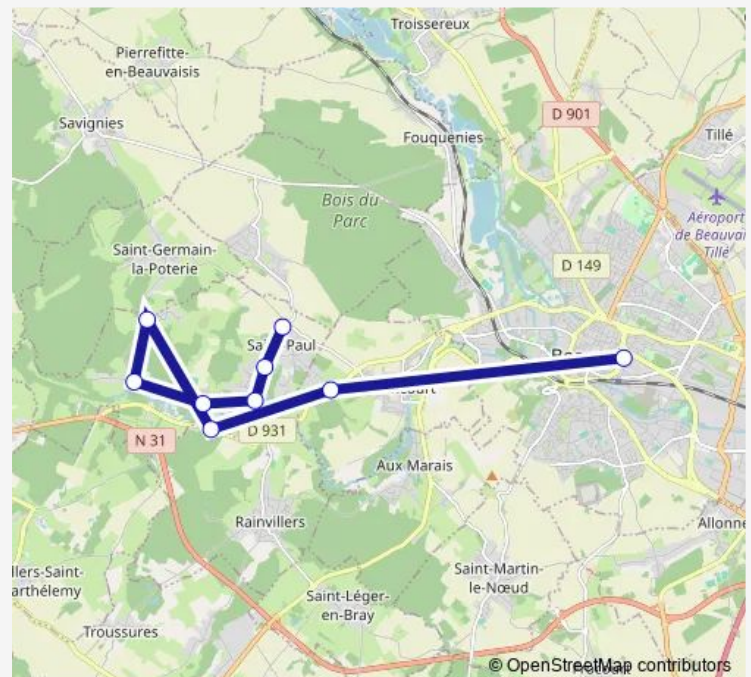 Troissereux
Pierrefitte-
en-Beauvaisis
D 901
Savignies
Fouquenies
Tillé
Bois du
Parc
Aéroport
de Beauvai
Tillé
Saint-Germain-
la-Poterie
D 149
Paul
court
N 31
D 931
Aux Marais
Rainvillers
Allonne
llers-Saint-
arthélemy
Saint-Martin-
le-Nœud
Saint-Léger-
en-Bray
Troussures
© OpenStreetMap contributors